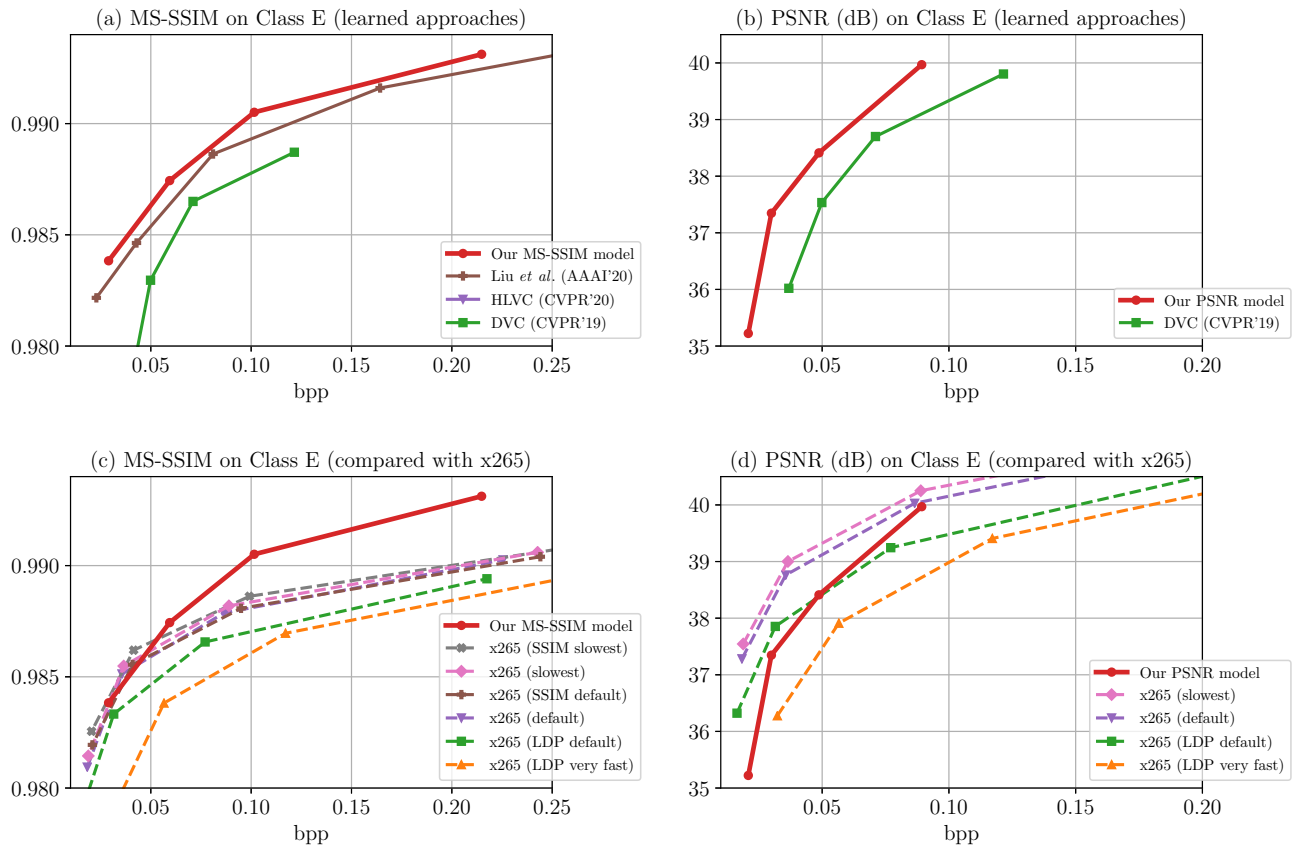 (a) MS-SSIM on Class E (learned approaches)
0.990
0.985
0.980
0.05 0.10 0.15 0.20 0.25
bpp
Our MS-SSIM model
Liu et al. (AAAI'20)
HLVC (CVPR'20)
DVC (CVPR'19)
(b) PSNR (dB) on Class E (learned approaches)
40
39
38
37
36
35
0.05 0.10 0.15 0.20
bpp
Our PSNR model
DVC (CVPR'19)
(c) MS-SSIM on Class E (compared with x265)
0.990
0.985
0.980
0.05 0.10 0.15 0.20 0.25
bpp
Our MS-SSIM model
x265 (SSIM slowest)
x265 (slowest)
x265 (SSIM default)
x265 (default)
x265 (LDP default)
x265 (LDP very fast)
(d) PSNR (dB) on Class E (compared with x265)
40
39
38
37
36
35
0.05 0.10 0.15 0.20
bpp
Our PSNR model
x265 (slowest)
x265 (default)
x265 (LDP default)
x265 (LDP very fast)